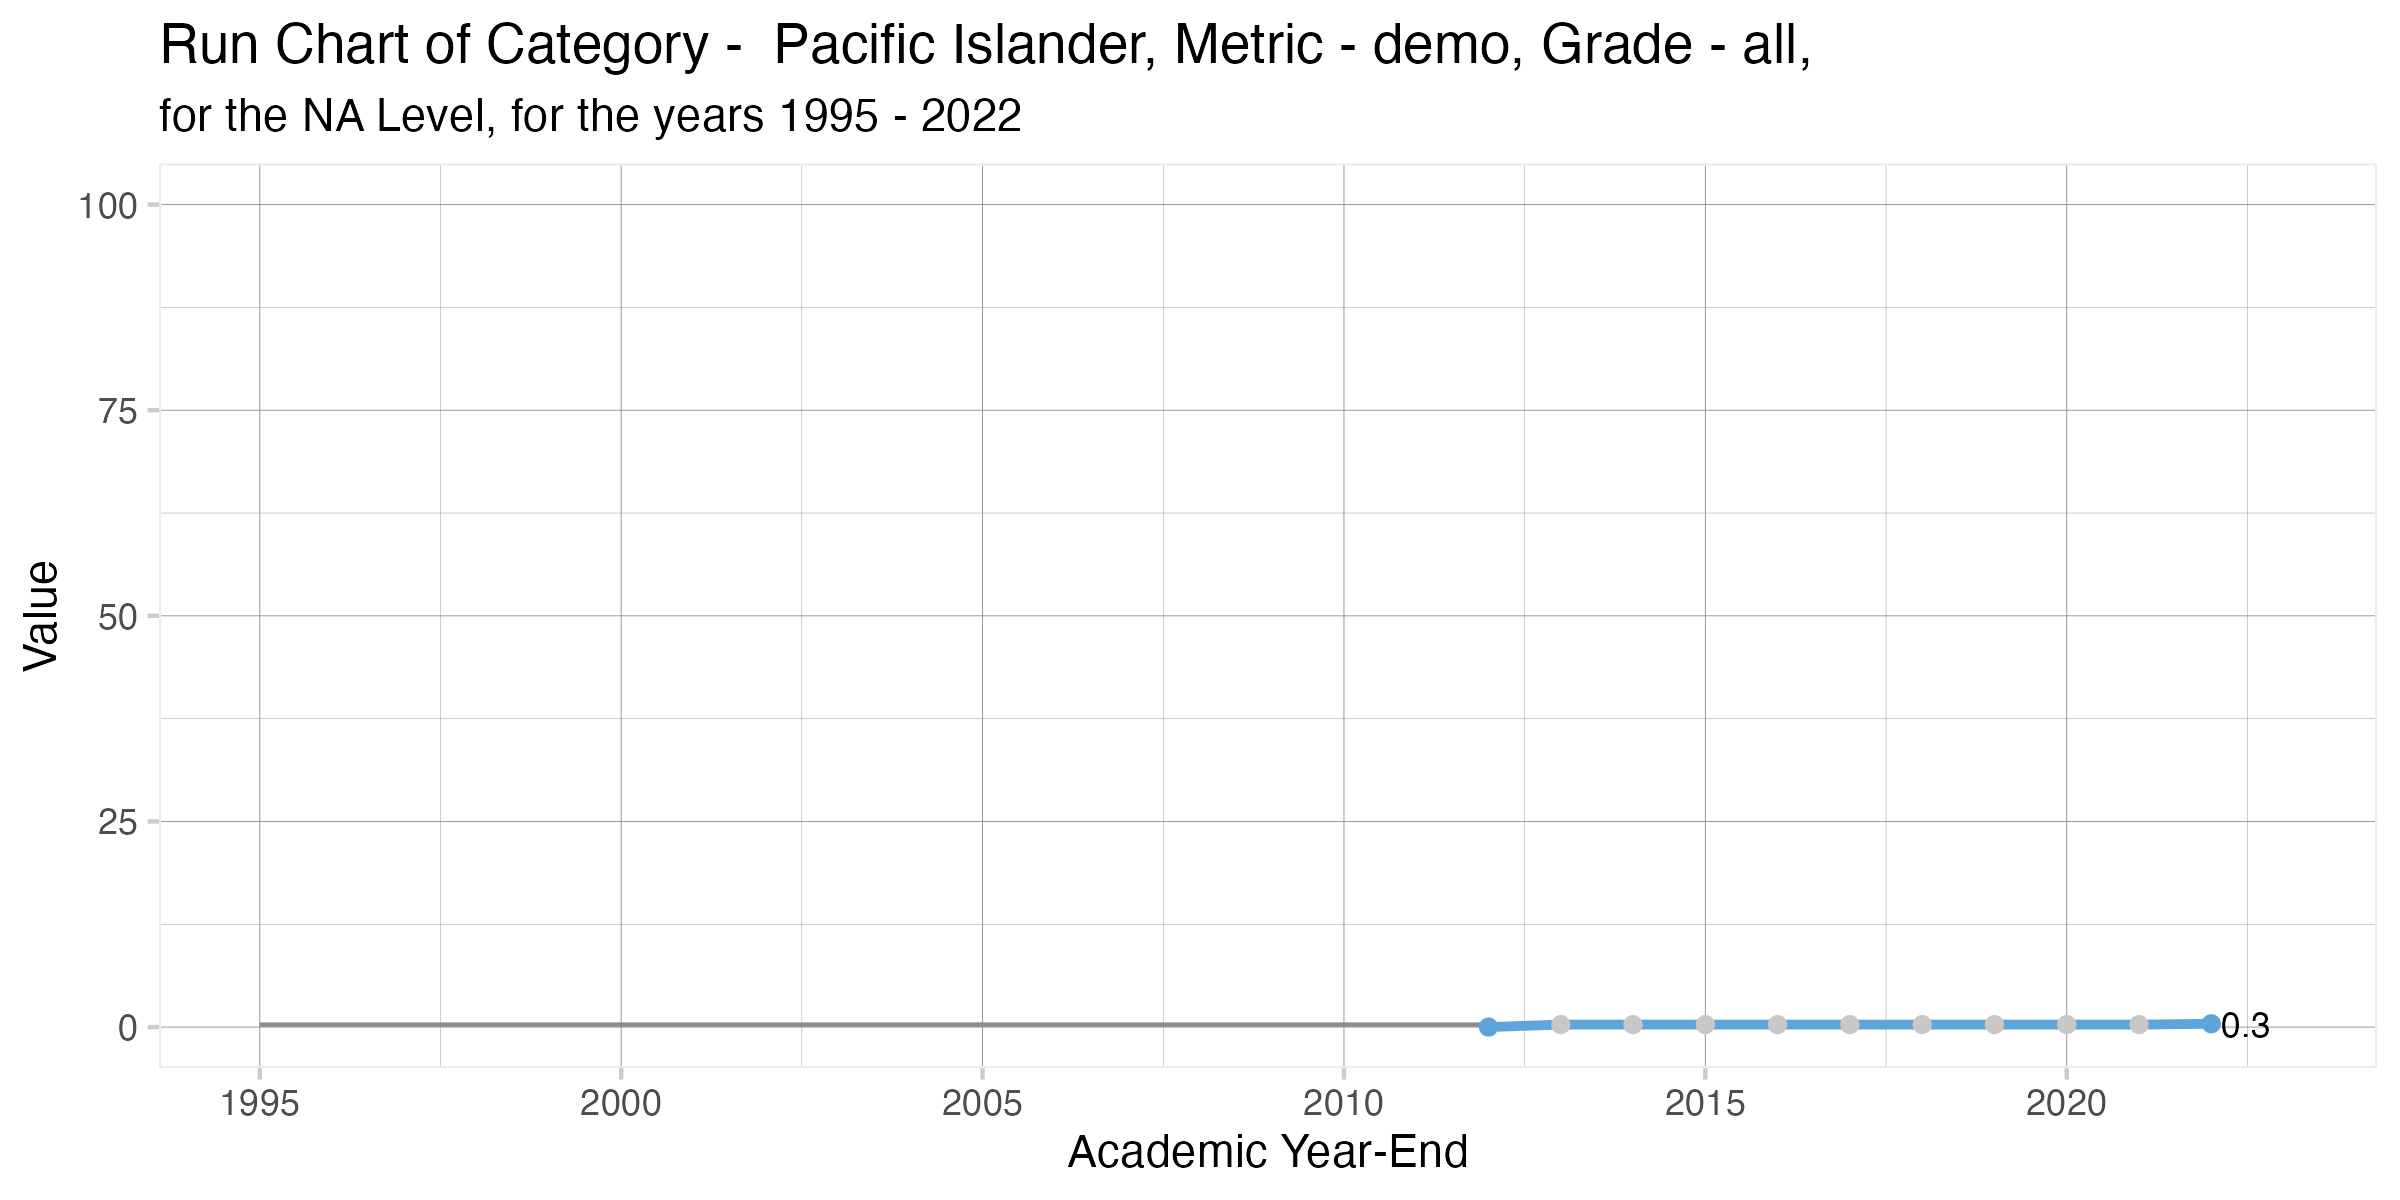 Run Chart of Category -  Pacific Islander, Metric - demo, Grade - all,
for the NA Level, for the years 1995 - 2022
100
75
50
25
0
Value
0.3
1995 2000 2005 2010 2015 2020
Academic Year-End